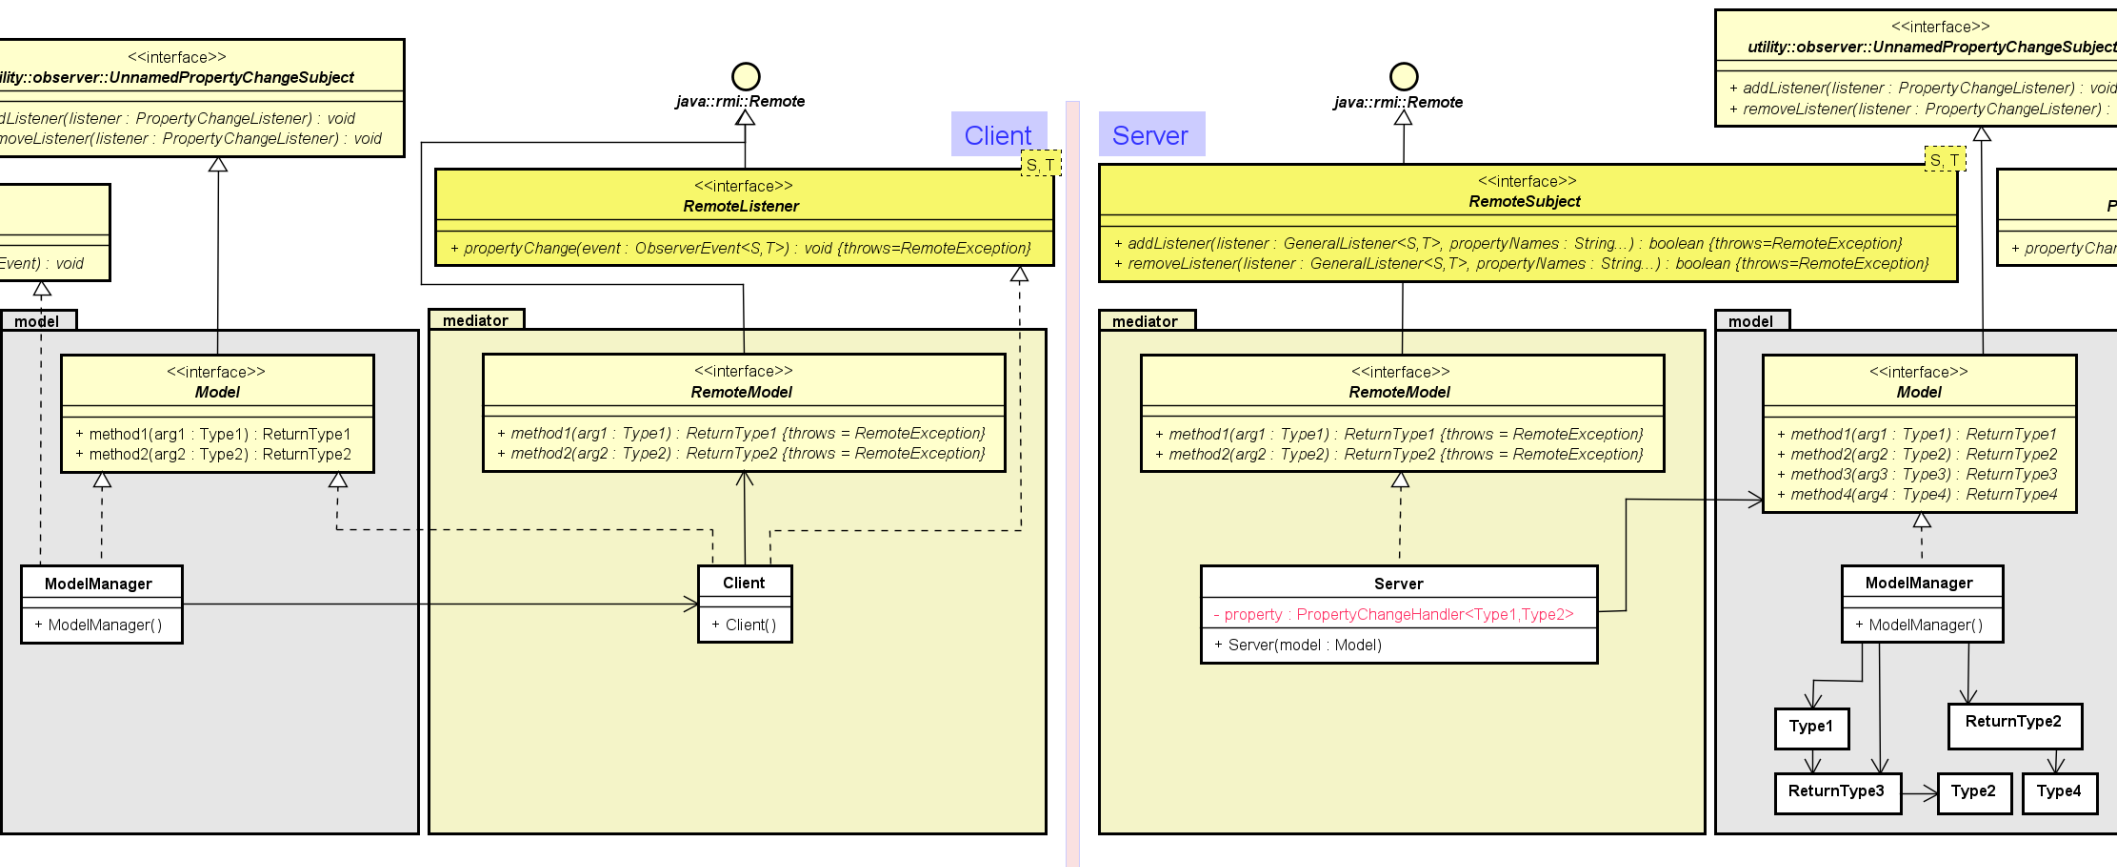 <<interface>>
ility::observer::UnnamedPropertyChangeSubject
dListener(listener : PropertyChangeListener) : void
moveListener(listener : PropertyChangeListener) : void
Event) : void
java::rmi::Remote
Client
S, T
<<interface>>
RemoteListener
+ propertyChange(event : ObserverEvent<S,T>) : void {throws=RemoteException}
model
<<interface>>
Model
+ method1(arg1 : Type1) : ReturnType1
+ method2(arg2 : Type2) : ReturnType2
ModelManager
+ ModelManager()
mediator
<<interface>>
RemoteModel
+ method1(arg1 : Type1) : ReturnType1 {throws = RemoteException}
+ method2(arg2 : Type2) : ReturnType2 {throws = RemoteException}
Client
+ Client()
java::rmi::Remote
Server
S, T
<<interface>>
RemoteSubject
+ addListener(listener : GeneralListener<S,T>, propertyNames : String...) : boolean {throws=RemoteException}
+ removeListener(listener : GeneralListener<S,T>, propertyNames : String...) : boolean {throws=RemoteException}
<<interface>>
utility::observer::UnnamedPropertyChangeSubject
+ addListener(listener : PropertyChangeListener) : void
+ removeListener(listener : PropertyChangeListener) :
P
+ propertyChan
mediator
<<interface>>
RemoteModel
+ method1(arg1 : Type1) : ReturnType1 {throws = RemoteException}
+ method2(arg2 : Type2) : ReturnType2 {throws = RemoteException}
Server
- property : PropertyChangeHandler<Type1,Type2>
+ Server(model : Model)
model
<<interface>>
Model
+ method1(arg1 : Type1) : ReturnType1
+ method2(arg2 : Type2) : ReturnType2
+ method3(arg3 : Type3) : ReturnType3
+ method4(arg4 : Type4) : ReturnType4
ModelManager
+ ModelManager()
Type1
ReturnType2
ReturnType3
Type2
Type4